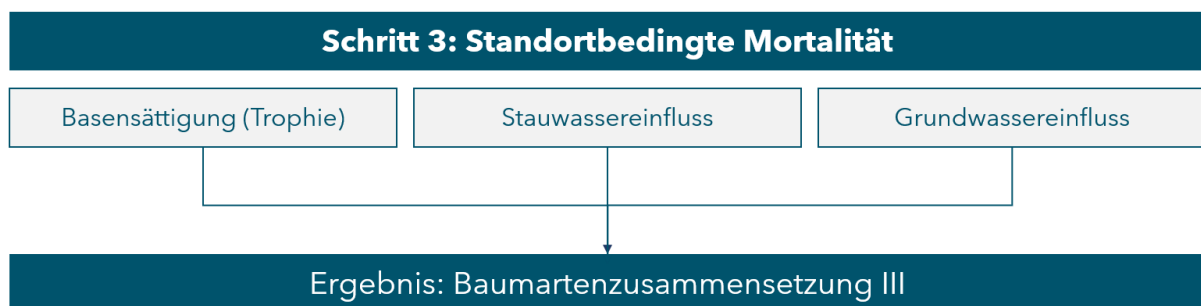 Schritt 3: Standortbedingte Mortalität
Basensättigung (Trophie)
Stauwassereinfluss
Grundwassereinfluss
Ergebnis: Baumartenzusammensetzung III